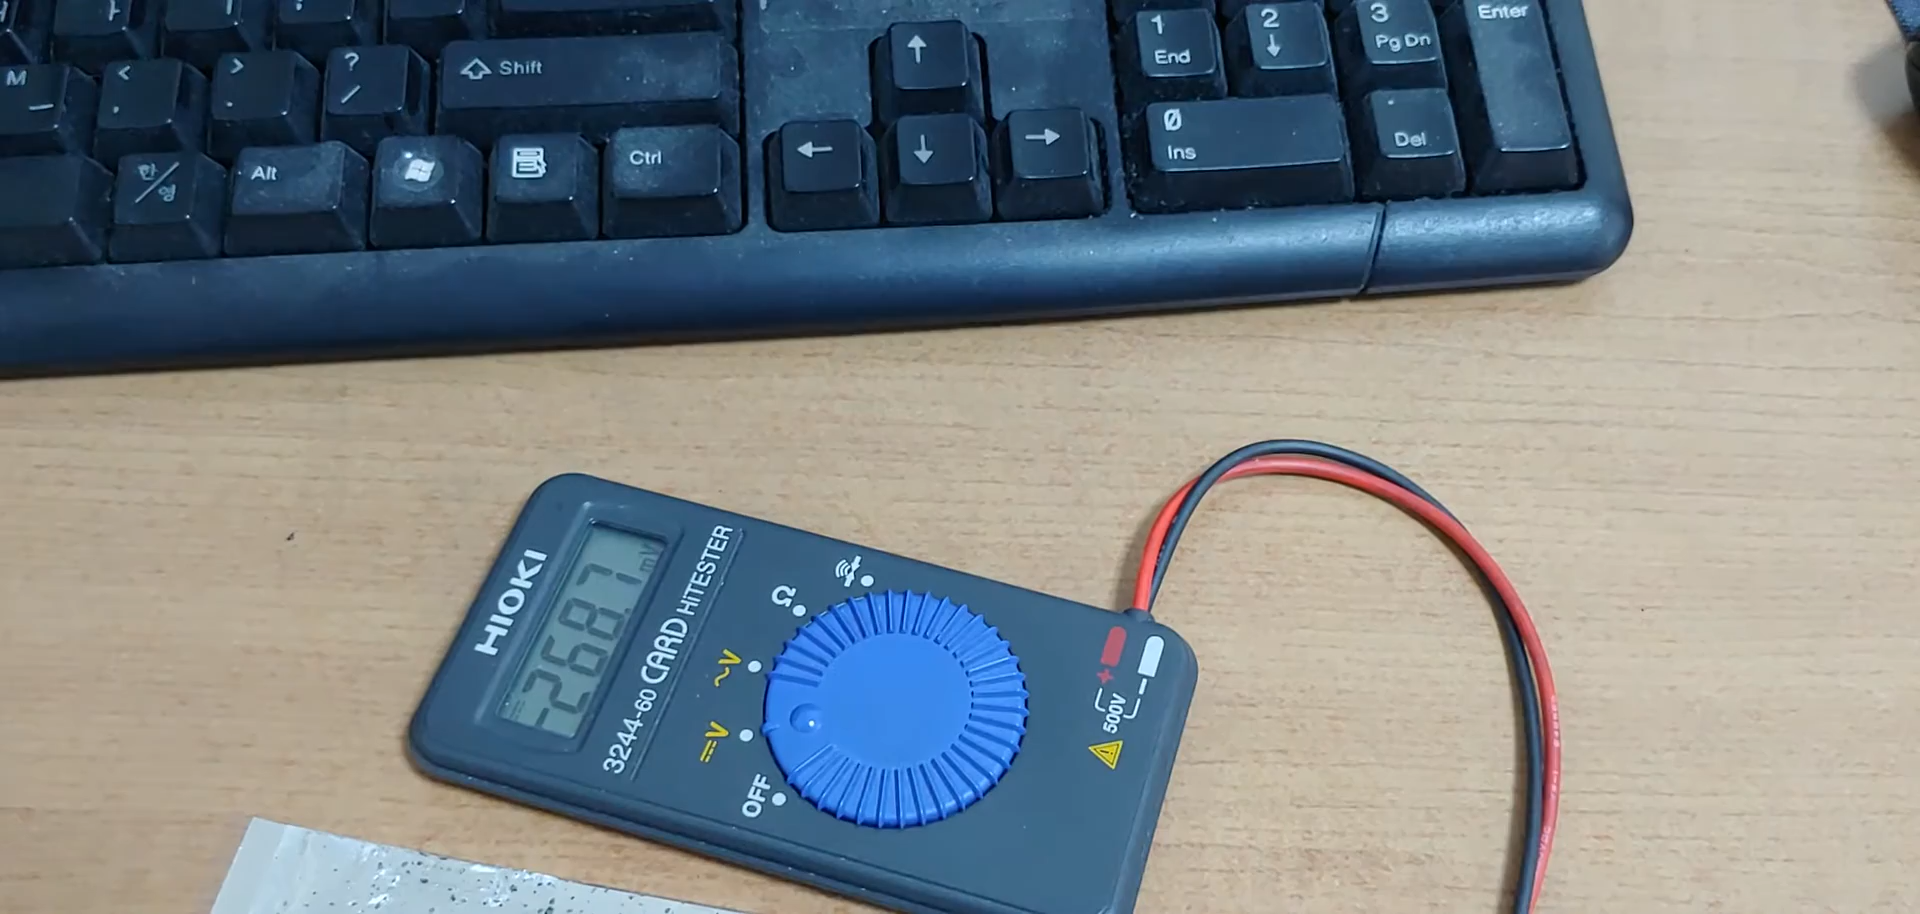 1
2
3
Enter
End
↓
Pg Dn
M
<
,
>
.
?
/
Shift
↑
Ø
Ins
.
Del
한/영
Alt
Ctrl
←
↓
→
HIOKI
-268.7 mV
3244-60 CARD HiTESTER
Ω
~V
⎓V
OFF
+
-
500V